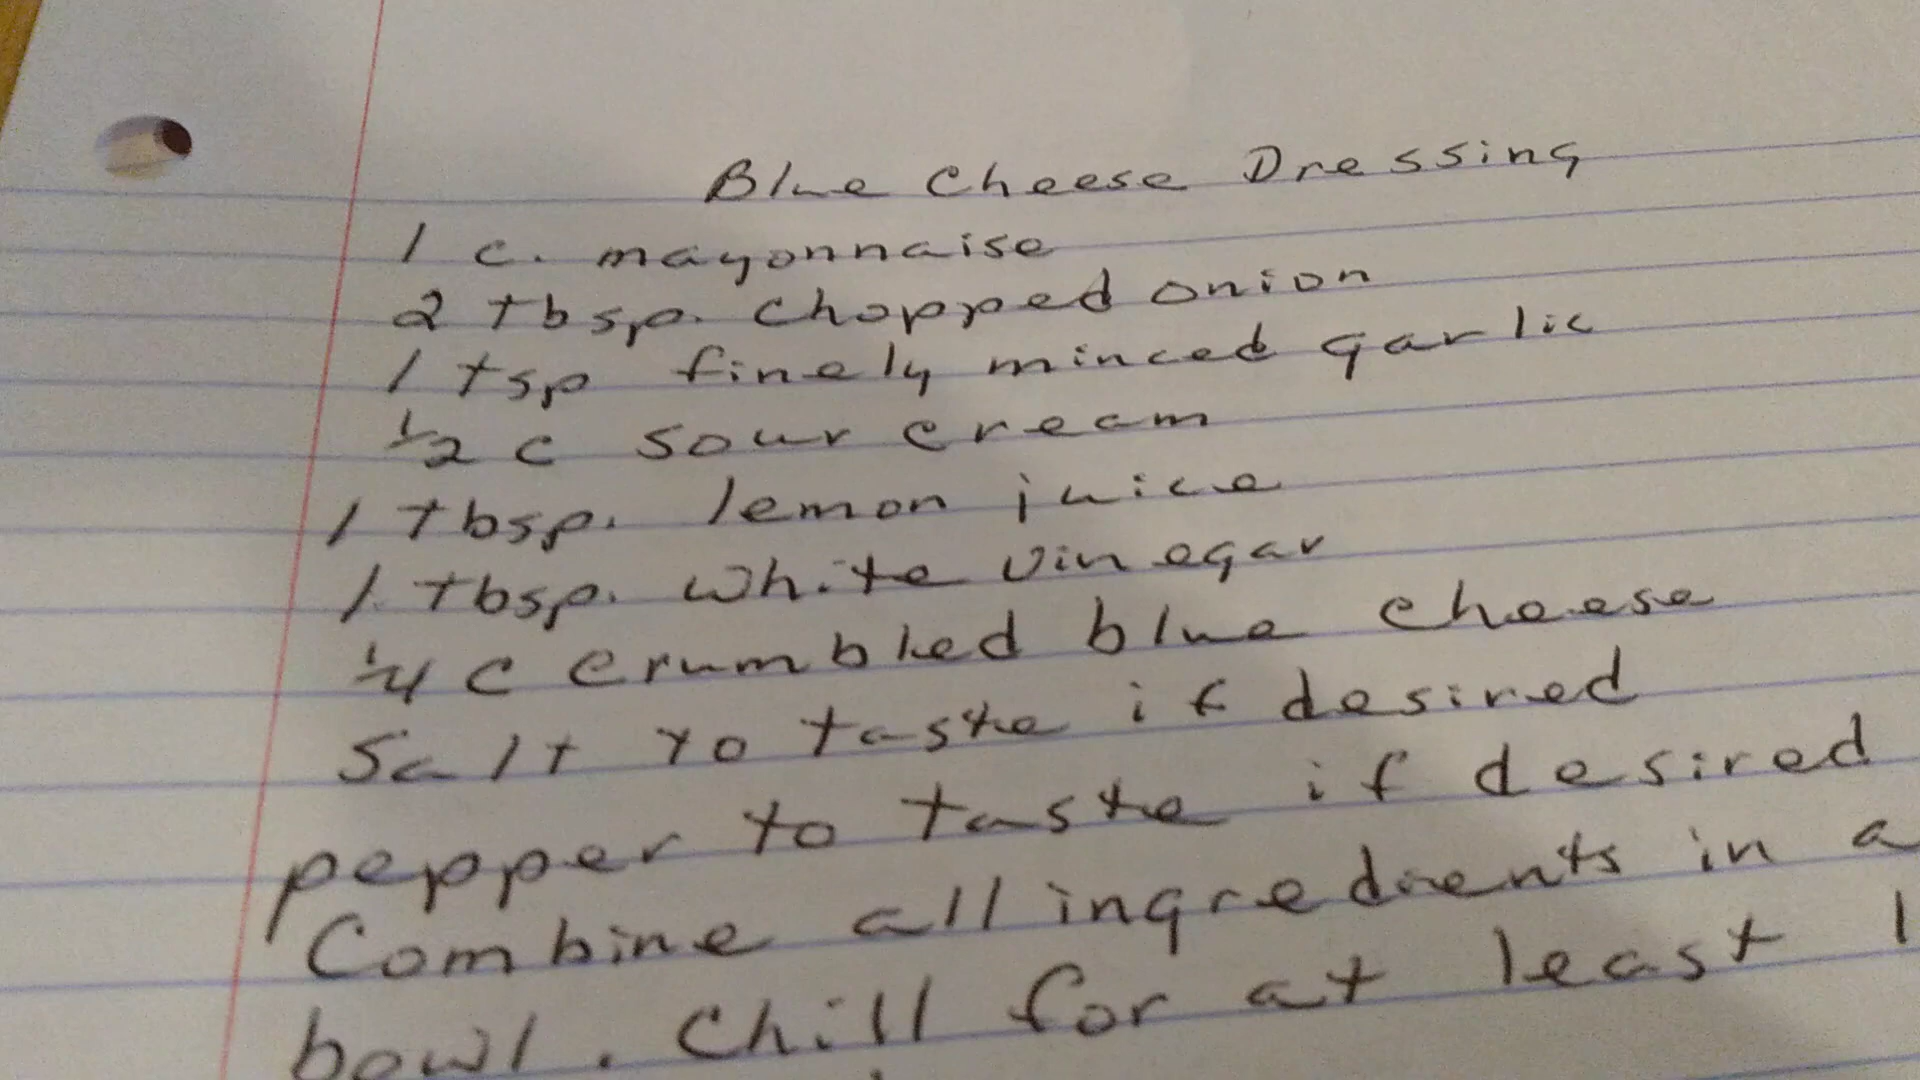 Blue Cheese Dressing
1 c. mayonnaise
2 tbsp. chopped onion
1 tsp finely minced garlic
1/2 c sour cream
1 tbsp. lemon juice
1 tbsp. white vinegar
1/4 c crumbled blue cheese
Salt to taste if desired
pepper to taste if desired
Combine all ingredients in a
bowl. Chill for at least 1